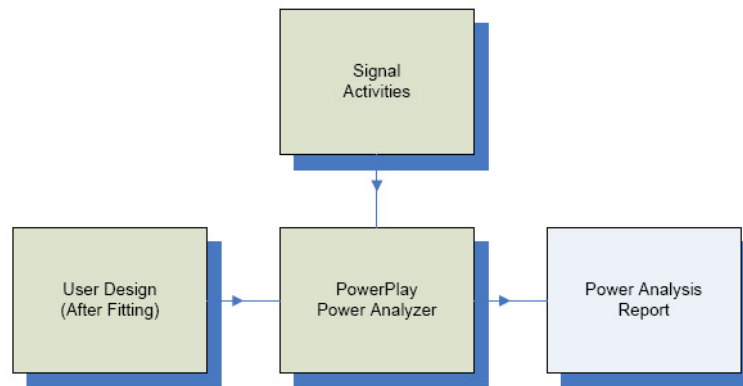 Signal
Activities
User Design
(After Fitting)
PowerPlay
Power Analyzer
Power Analysis
Report